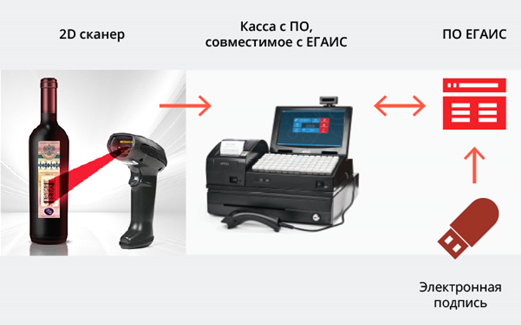 2D сканер
Касса с ПО,
совместимое с ЕГАИС
ПО ЕГАИС
Электронная
подпись